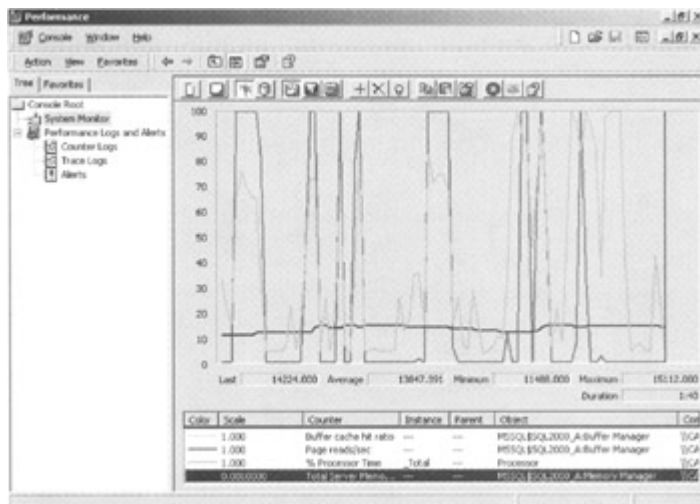 Performance
Console Window Help
Action View Favorites
Tree Favorites
Console Root
System Monitor
Performance Logs and Alerts
Counter Logs
Trace Logs
Alerts
100
90
80
70
60
50
40
30
20
10
0
Last 14224.000 Average 13847.591 Minimum 11488.000 Maximum 15112.000
Duration 1:40
Color Scale Counter Instance Parent Object
1.000 Buffer cache hit ratio --- --- MSSQL$SQL2000_A:Buffer Manager
1.000 Page reads/sec --- --- MSSQL$SQL2000_A:Buffer Manager
1.000 % Processor Time _Total --- Processor
Total Server Memo... --- --- MSSQL$SQL2000_A:Memory Manager